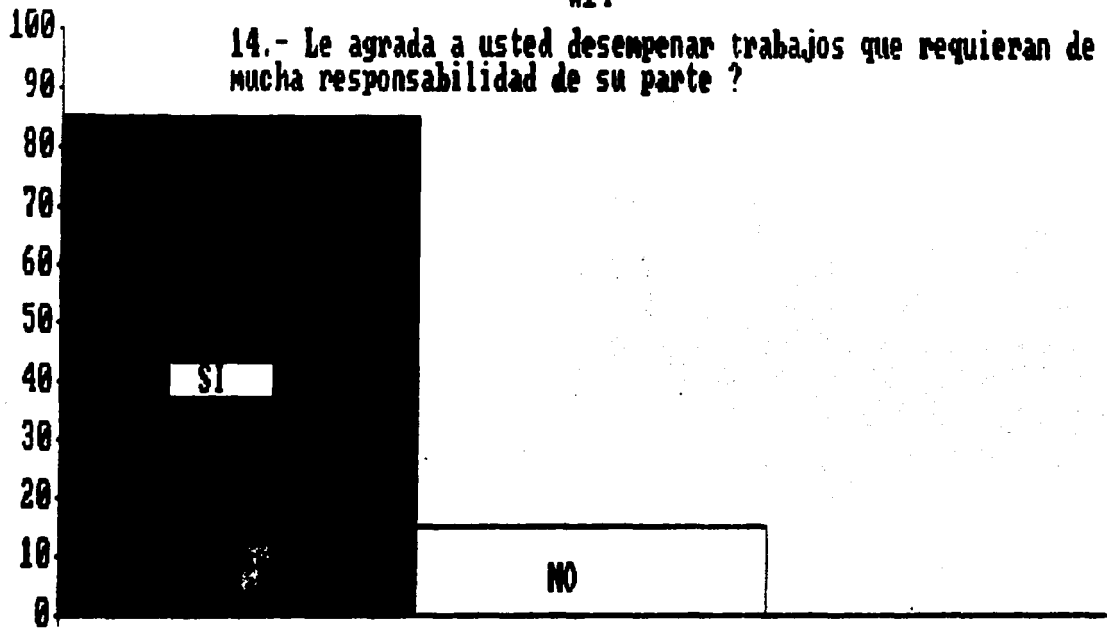 100
14.- Le agrada a usted desempenar trabajos que requieran de
mucha responsabilidad de su parte ?
90
80
70
60
50
40
SI
30
20
10
NO
0